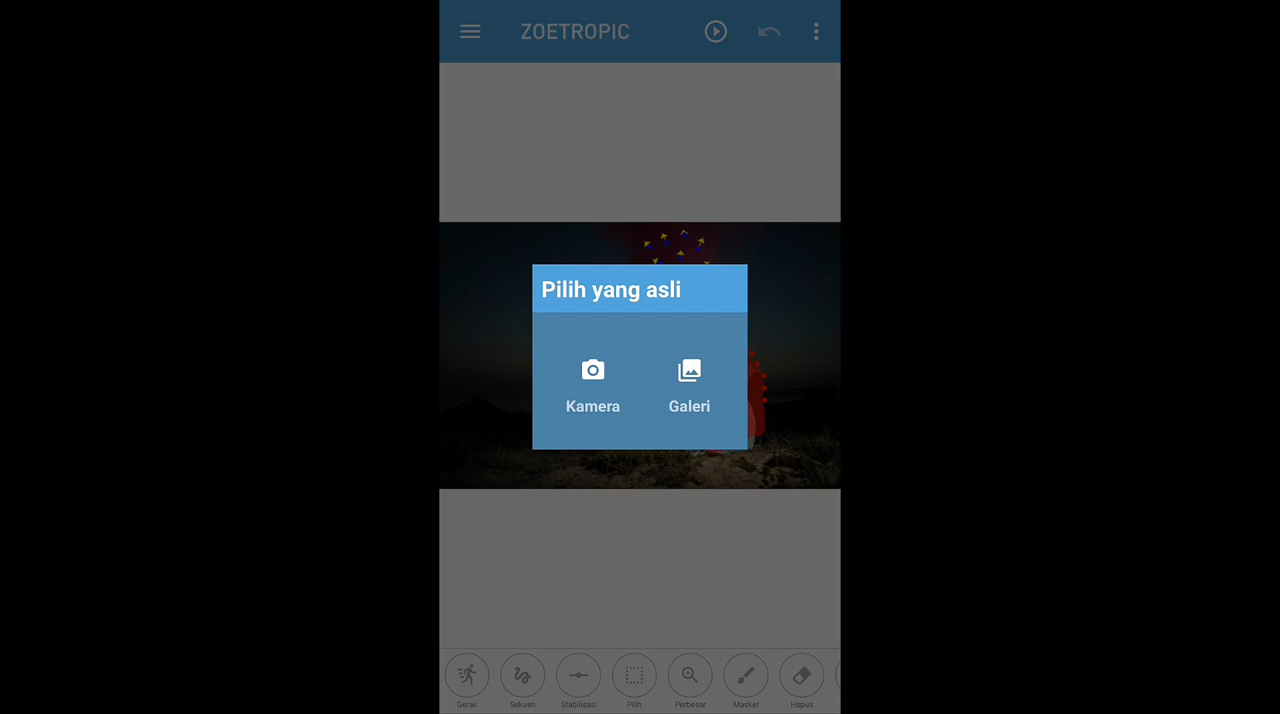 ZOETROPIC
Pilih yang asli
Kamera Galeri
Gerak Sekuen Stabilisasi Pilih Perbesar Masker Hapus